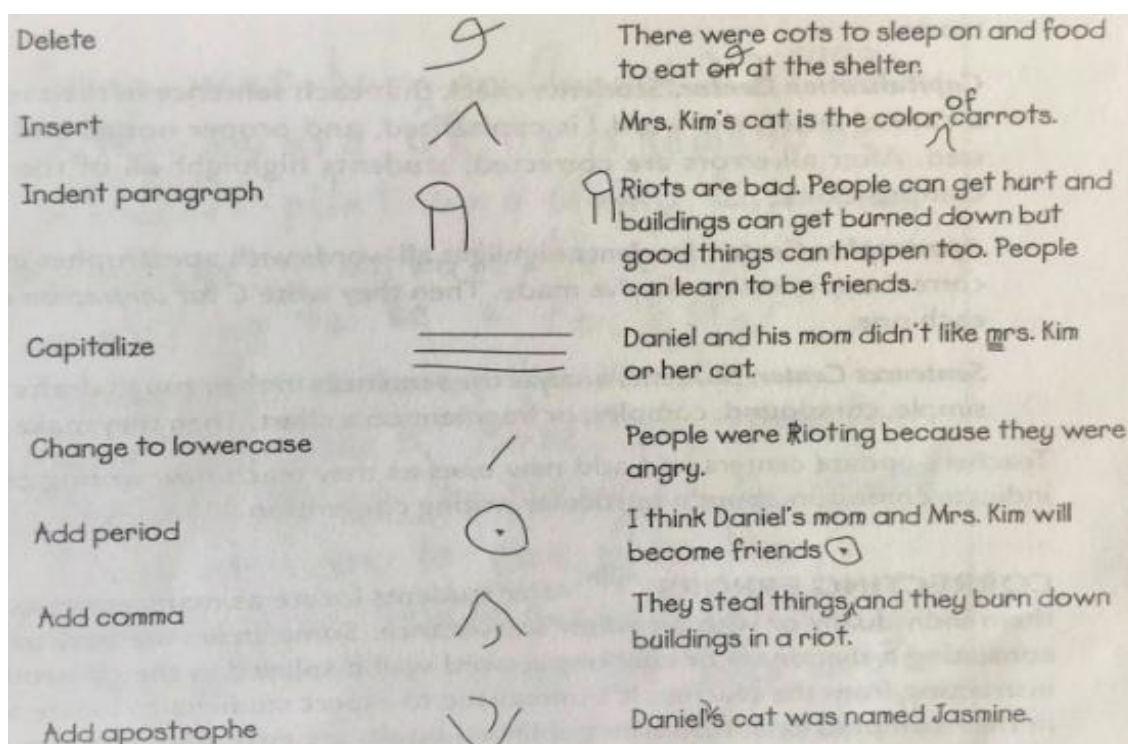 Delete
There were cots to sleep on and food
to eat on at the shelter.
Insert
of
Mrs. Kim's cat is the color carrots.
Indent paragraph
Riots are bad. People can get hurt and
buildings can get burned down but
good things can happen too. People
can learn to be friends.
Capitalize
Daniel and his mom didn't like mrs. Kim
or her cat.
Change to lowercase
People were Rioting because they were
angry.
Add period
I think Daniel's mom and Mrs. Kim will
become friends.
Add comma
They steal things, and they burn down
buildings in a riot.
Add apostrophe
Daniel's cat was named Jasmine.